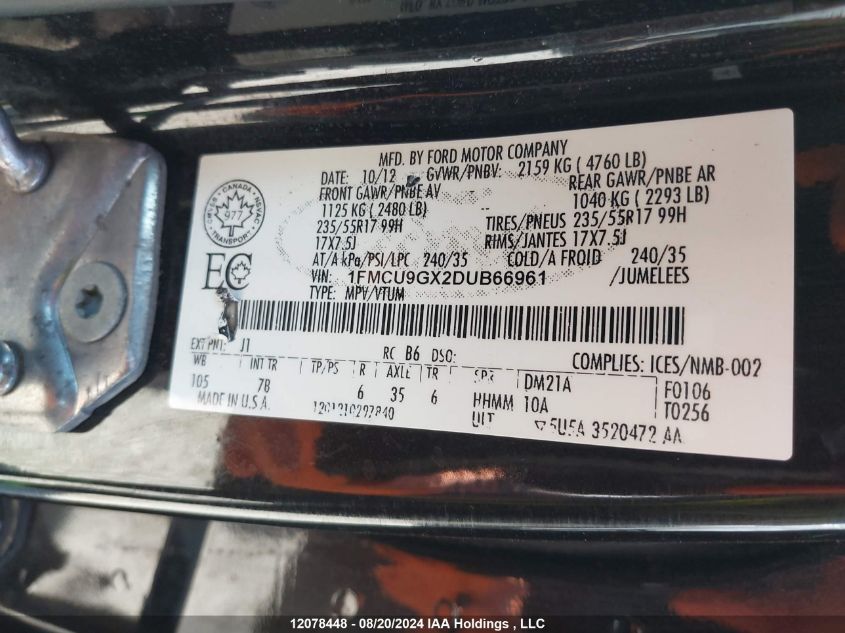 MFD. BY FORD MOTOR COMPANY
DATE: 10/12 GVWR/PNBV: 2159 KG ( 4760 LB)
FRONT GAWR/PNBE AV REAR GAWR/PNBE AR
1125 KG ( 2480 LB) 1040 KG ( 2293 LB)
235/55R17 99H TIRES/PNEUS 235/55R17 99H
17X7.5J RIMS/JANTES 17X7.5J
AT/A kPa/PSI/LPC 240/35 COLD/A FROID 240/35
VIN: 1FMCU9GX2DUB66961 /JUMELEES
TYPE: MPV/VTUM
CANADA
977
TRANSPORT
EC
EXT PNT: J1 RC B6 DSO: COMPLIES: ICES/NMB-002
WB INT TR TP/PS R AXLE TR SPR DM21A F0106
105 7B 6 35 6 HHMM 10A T0256
MADE IN U.S.A. UIT 5U5A 3520472 AA
12078448 - 08/20/2024 IAA Holdings , LLC